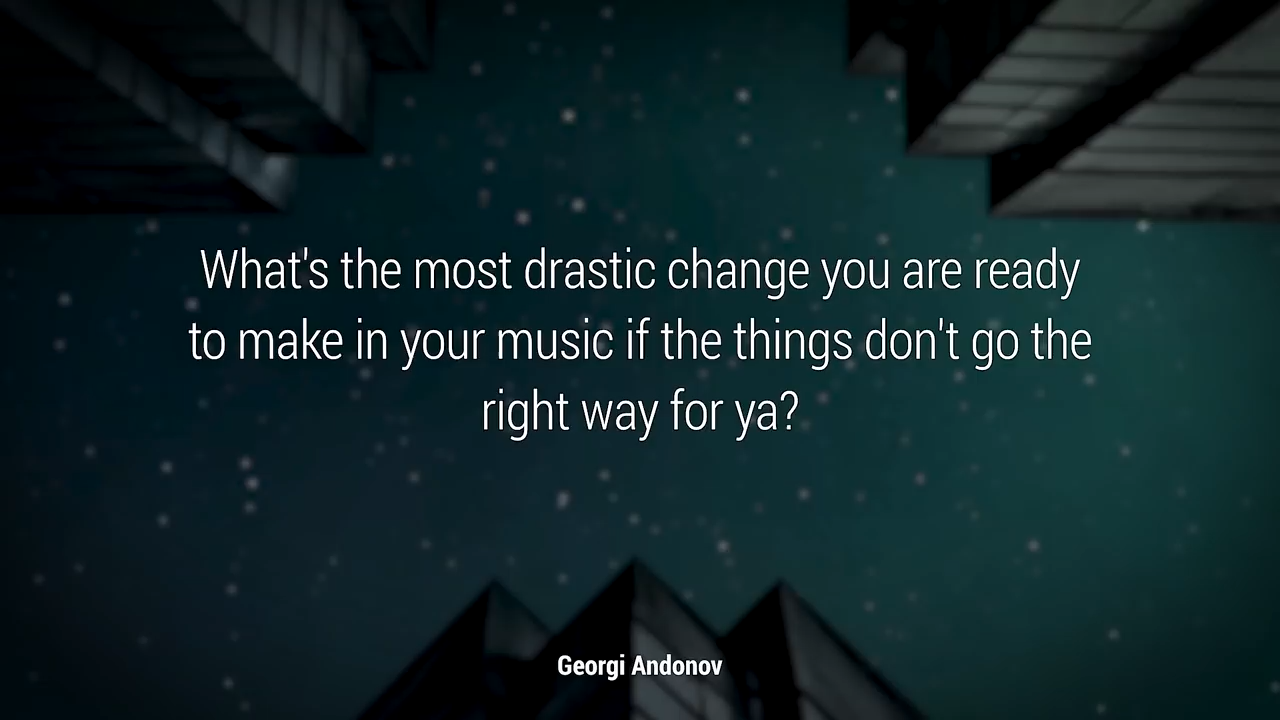 What's the most drastic change you are ready
to make in your music if the things don't go the
right way for ya?
Georgi Andonov